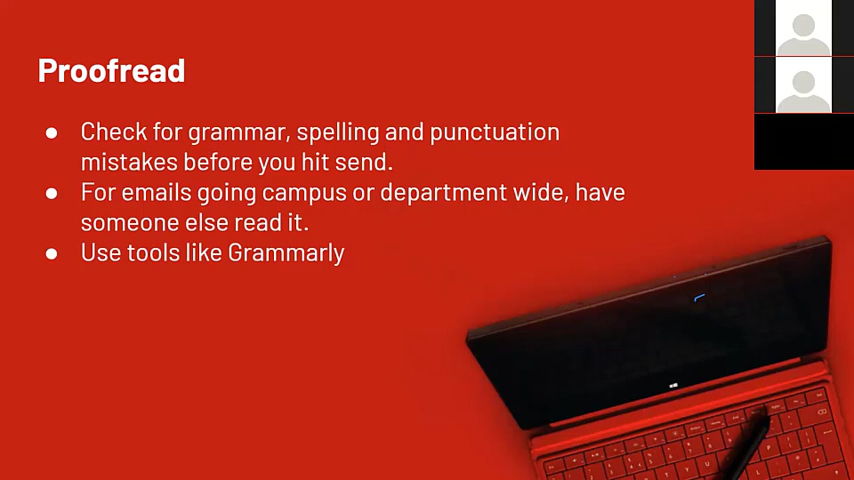 Proofread
● Check for grammar, spelling and punctuation
mistakes before you hit send.
● For emails going campus or department wide, have
someone else read it.
● Use tools like Grammarly